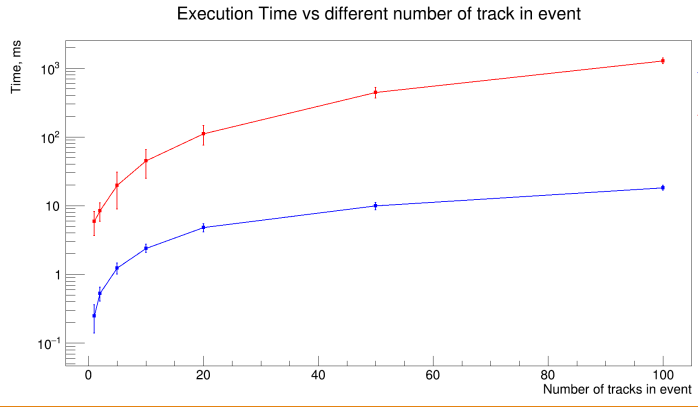 Execution Time vs different number of track in event
Time, ms
10³
10²
10
1
10⁻¹
0 20 40 60 80 100
Number of tracks in event